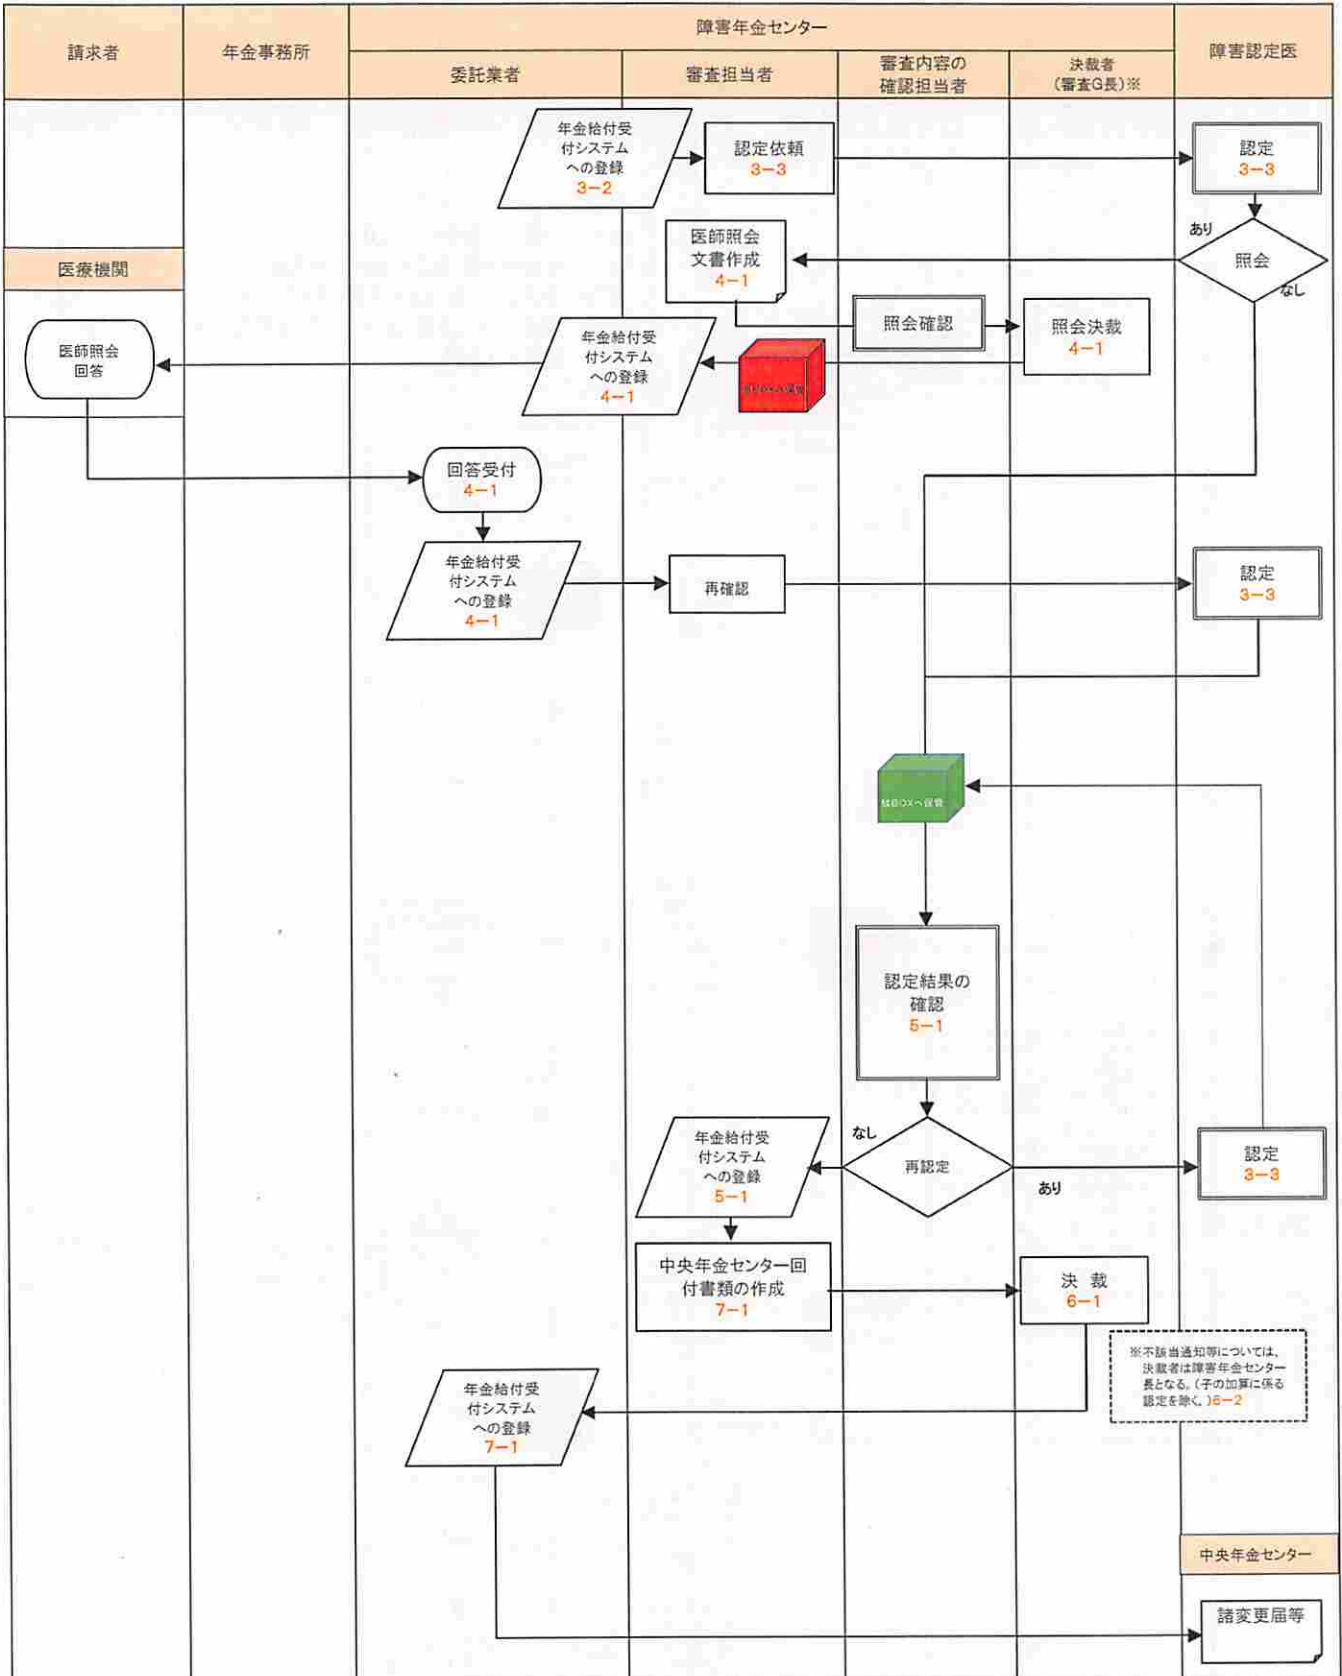 請求者
年金事務所
障害年金センター
障害認定医
委託業者
審査担当者
審査内容の
確認担当者
決裁者
(審査G長)※
年金給付受
付システム
への登録
3-2
認定依頼
3-3
認定
3-3
医師照会
文書作成
4-1
あり
照会
なし
医療機関
医師照会
回答
年金給付受
付システム
への登録
4-1
照会確認
照会決裁
4-1
回答受付
4-1
年金給付受
付システム
への登録
4-1
再確認
認定
3-3
緑BOXへ保管
認定結果の
確認
5-1
年金給付受
付システム
への登録
5-1
なし
再認定
あり
認定
3-3
中央年金センター回
付書類の作成
7-1
決 裁
6-1
※不該当通知等については、
決裁者は障害年金センター
長となる。(子の加算に係る
認定を除く。)6-2
年金給付受
付システム
への登録
7-1
中央年金センター
諸変更届等